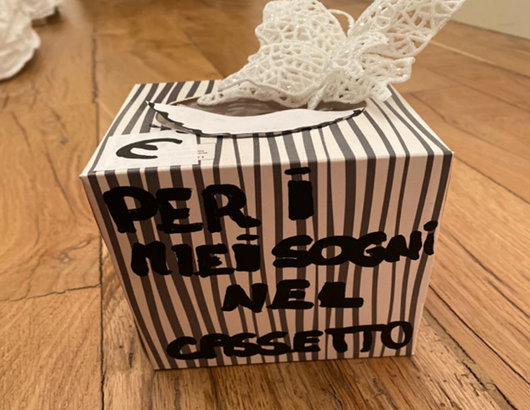 €
PER i
MIEi SOGNi
NEL
CASSETTO